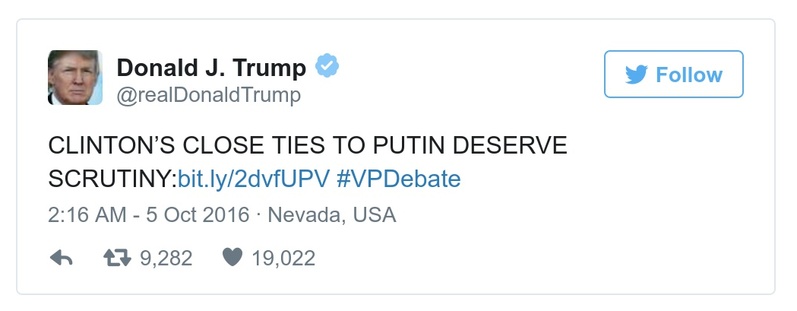 Donald J. Trump
@realDonaldTrump
Follow
CLINTON’S CLOSE TIES TO PUTIN DESERVE
SCRUTINY:bit.ly/2dvfUPV #VPDebate
2:16 AM - 5 Oct 2016 · Nevada, USA
9,282 19,022